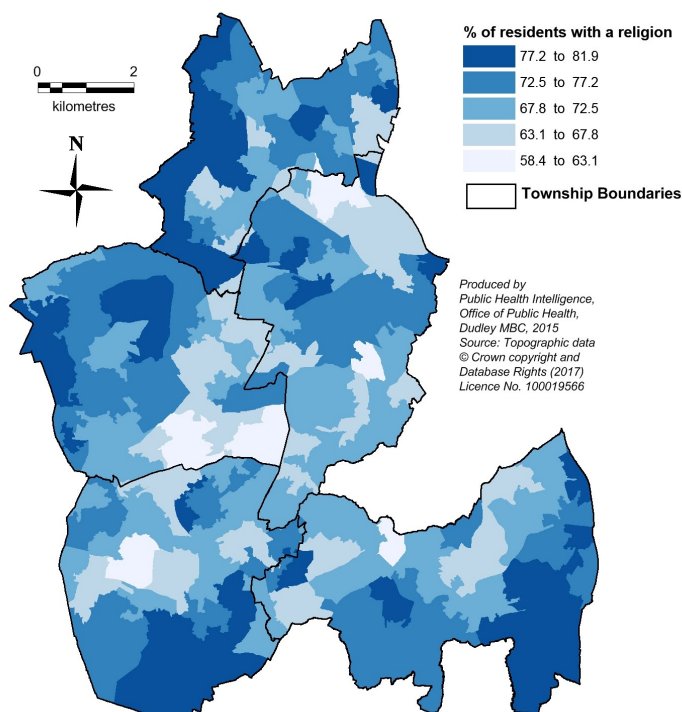 % of residents with a religion
77.2 to 81.9
72.5 to 77.2
67.8 to 72.5
63.1 to 67.8
58.4 to 63.1
Township Boundaries
0 2
kilometres
N
Produced by
Public Health Intelligence,
Office of Public Health,
Dudley MBC, 2015
Source: Topographic data
© Crown copyright and
Database Rights (2017)
Licence No. 100019566